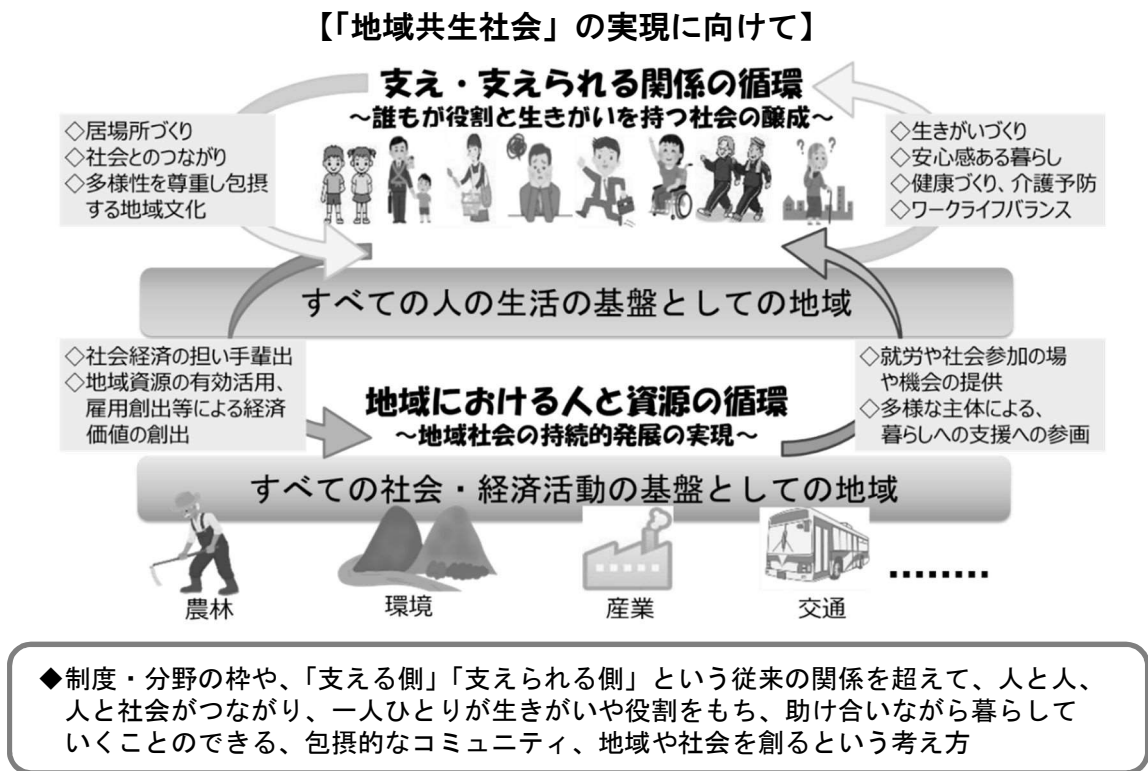 【「地域共生社会」の実現に向けて】
支え・支えられる関係の循環
～誰もが役割と生きがいを持つ社会の醸成～
◇居場所づくり
◇社会とのつながり
◇多様性を尊重し包摂
する地域文化
◇生きがいづくり
◇安心感ある暮らし
◇健康づくり、介護予防
◇ワークライフバランス
? ?
すべての人の生活の基盤としての地域
◇社会経済の担い手輩出
◇地域資源の有効活用、
雇用創出等による経済
価値の創出
地域における人と資源の循環
～地域社会の持続的発展の実現～
◇就労や社会参加の場
や機会の提供
◇多様な主体による、
暮らしへの支援への参画
すべての社会・経済活動の基盤としての地域
農林
環境
産業
交通
………
◆制度・分野の枠や、「支える側」「支えられる側」という従来の関係を超えて、人と人、
人と社会がつながり、一人ひとりが生きがいや役割をもち、助け合いながら暮らして
いくことのできる、包摂的なコミュニティ、地域や社会を創るという考え方